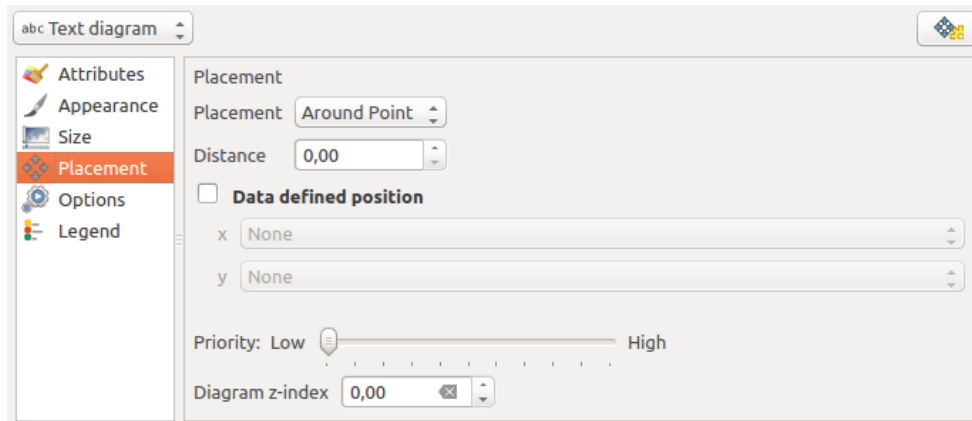 abc Text diagram
Attributes
Appearance
Size
Placement
Options
Legend
Placement
Placement Around Point
Distance 0,00
Data defined position
x None
y None
Priority: Low High
Diagram z-index 0,00